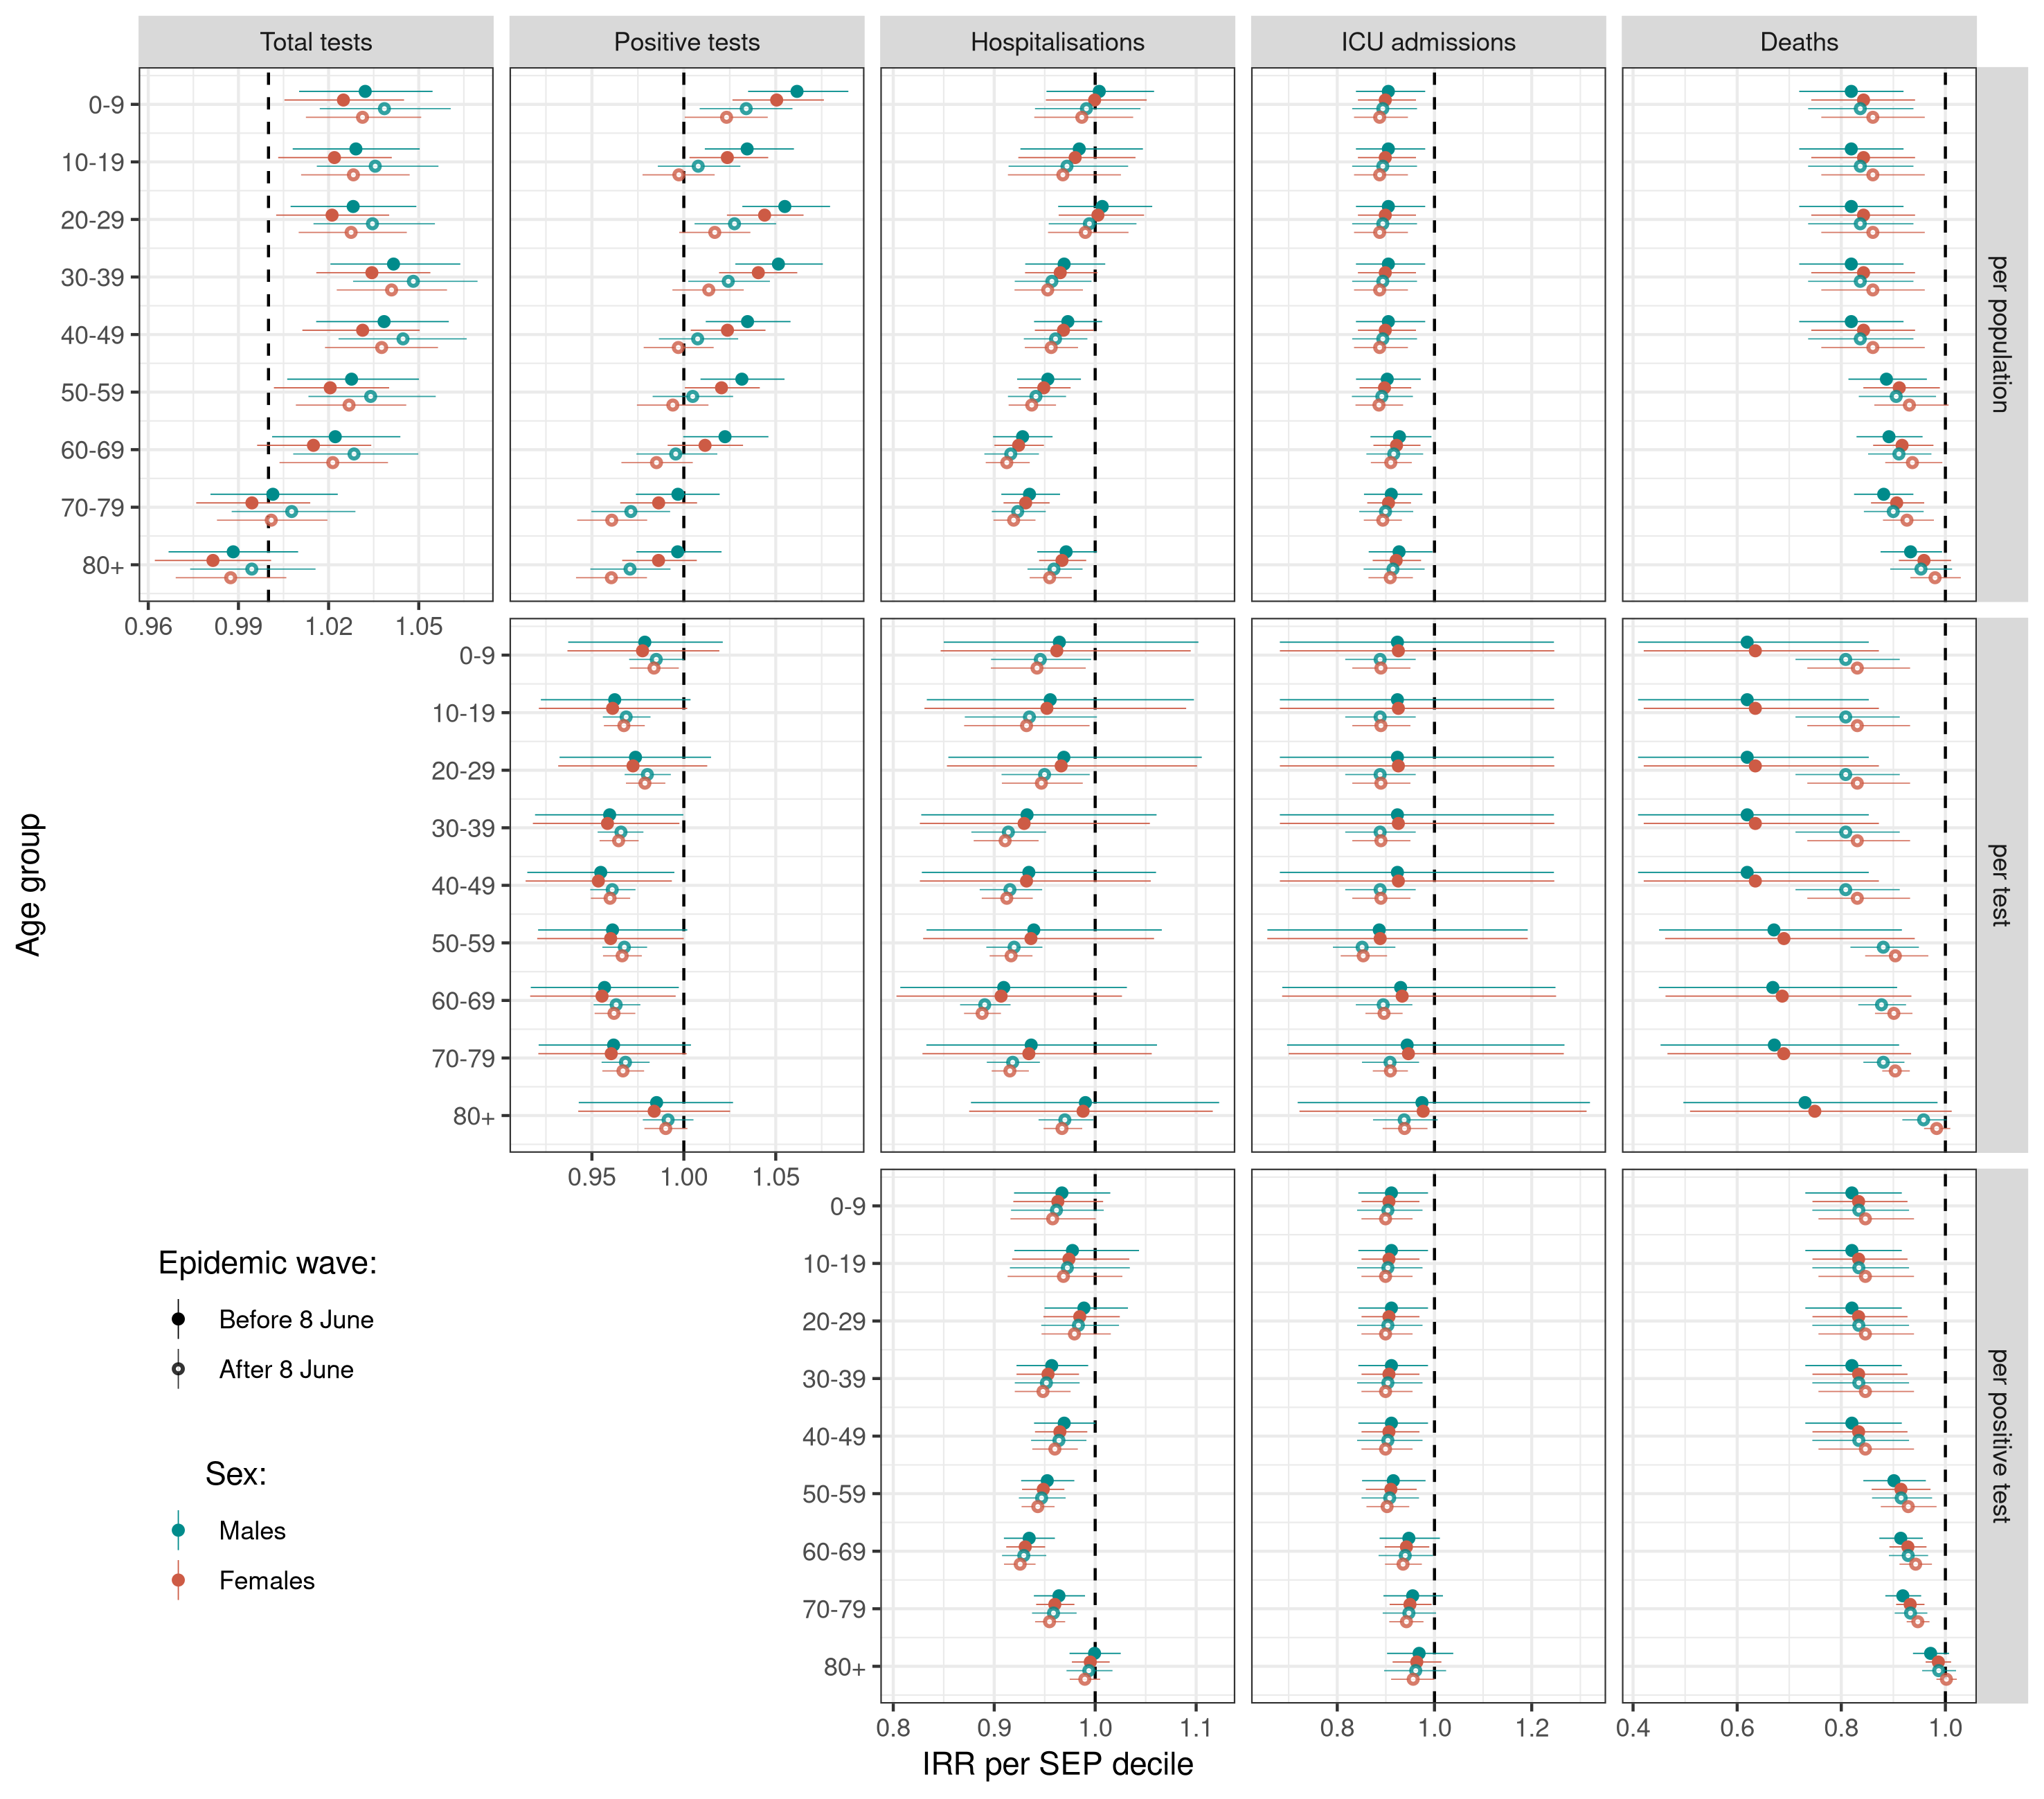 Total tests
Positive tests
Hospitalisations
ICU admissions
Deaths
0-9
10-19
20-29
30-39
40-49
50-59
60-69
70-79
80+
per population
0.96 0.99 1.02 1.05
Age group
0-9
10-19
20-29
30-39
40-49
50-59
60-69
70-79
80+
per test
0.95 1.00 1.05
0-9
10-19
20-29
30-39
40-49
50-59
60-69
70-79
80+
per positive test
Epidemic wave:
Before 8 June
After 8 June
Sex:
Males
Females
0.8 0.9 1.0 1.1
0.8 1.0 1.2
0.4 0.6 0.8 1.0
IRR per SEP decile